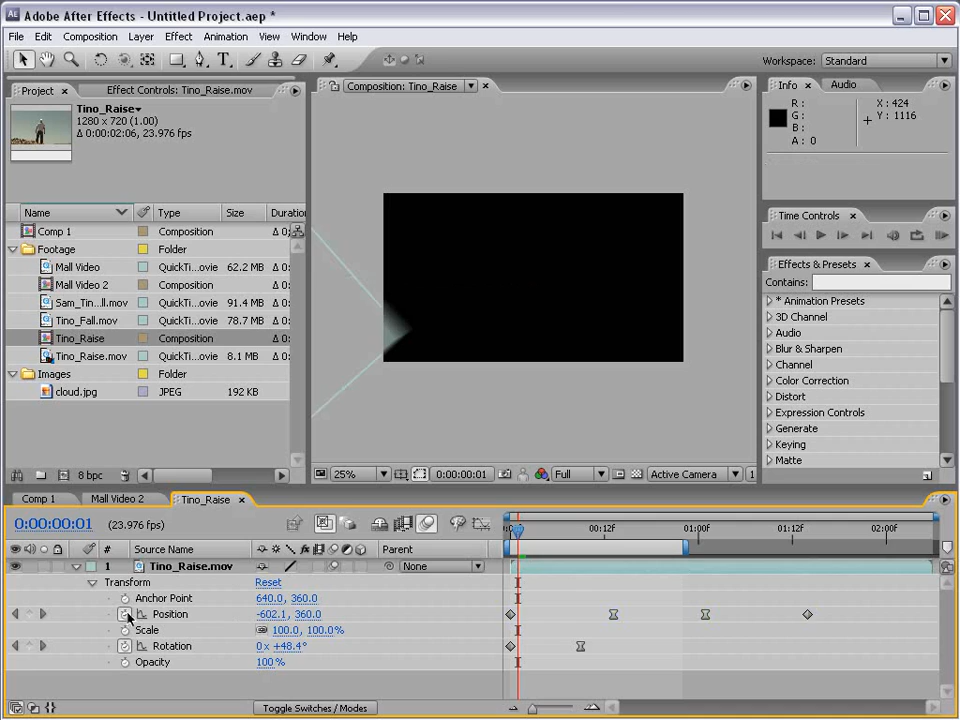 Adobe After Effects - Untitled Project.aep *
File Edit Composition Layer Effect Animation View Window Help
Workspace: Standard
Project × Effect Controls: Tino_Raise.mov
Composition: Tino_Raise ×
Info × Audio
Tino_Raise
1280 x 720 (1.00)
Δ 0:00:02:06, 23.976 fps
R :
G :
B :
A : 0
X : 424
Y : 1116
Name Type Size Duration
Comp 1 Composition Δ 0:
Footage Folder
Mall Video QuickTi...ovie 62.2 MB Δ 0:
Mall Video 2 Composition Δ 0:
Sam_Tin...ll.mov QuickTi...ovie 91.4 MB Δ 0:
Tino_Fall.mov QuickTi...ovie 78.7 MB Δ 0:
Tino_Raise Composition Δ 0:
Tino_Raise.mov QuickTi...ovie 8.1 MB Δ 0:
Images Folder
cloud.jpg JPEG 192 KB
8 bpc
Time Controls ×
Effects & Presets ×
Contains:
* Animation Presets
3D Channel
Audio
Blur & Sharpen
Channel
Color Correction
Distort
Expression Controls
Generate
Keying
Matte
25% 0:00:00:01 Full Active Camera 1
Comp 1 Mall Video 2 Tino_Raise ×
0:00:00:01 (23.976 fps)
00:12f 01:00f 01:12f 02:00f
# Source Name Parent
1 Tino_Raise.mov None
Transform Reset
Anchor Point 640.0, 360.0
Position -602.1, 360.0
Scale 100.0, 100.0%
Rotation 0 x +48.4°
Opacity 100%
Toggle Switches / Modes